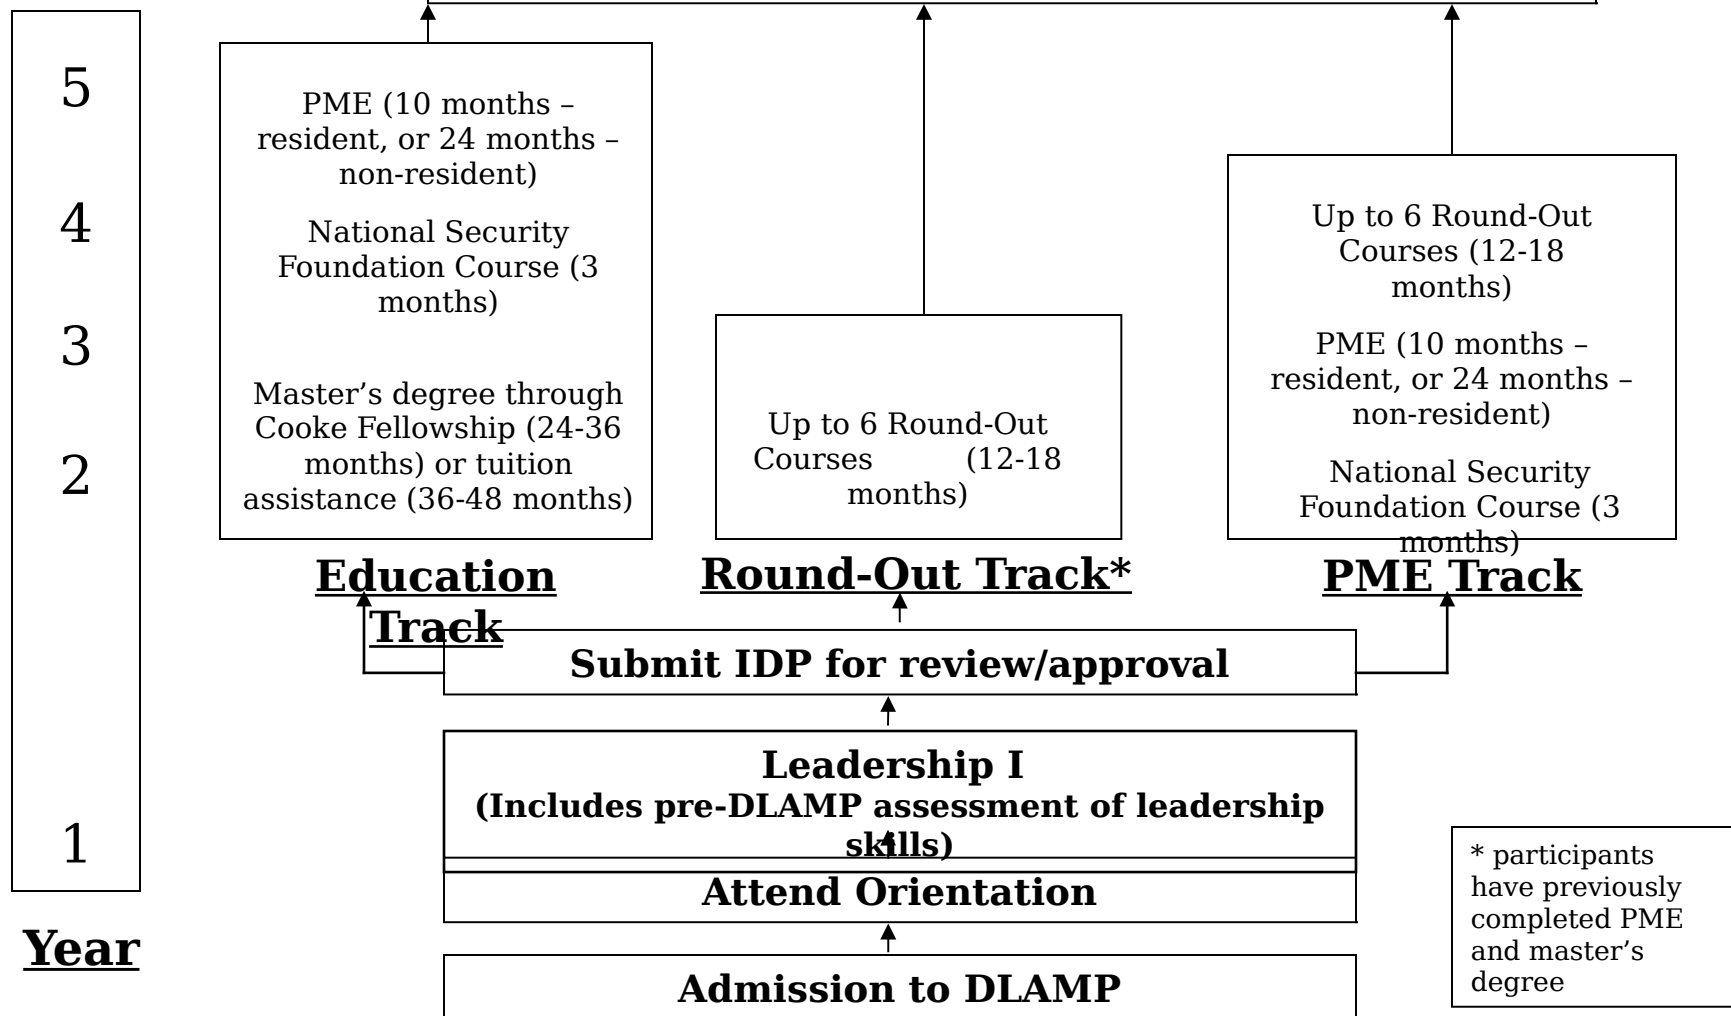 5
4
3
2
1
Year
PME (10 months –
resident, or 24 months –
non-resident)
National Security
Foundation Course (3
months)
Master’s degree through
Cooke Fellowship (24-36
months) or tuition
assistance (36-48 months)
Education
Track
Up to 6 Round-Out
Courses (12-18
months)
Round-Out Track*
Up to 6 Round-Out
Courses (12-18
months)
PME (10 months –
resident, or 24 months –
non-resident)
National Security
Foundation Course (3
months)
PME Track
Submit IDP for review/approval
Leadership I
(Includes pre-DLAMP assessment of leadership
skills)
Attend Orientation
Admission to DLAMP
* participants
have previously
completed PME
and master’s
degree